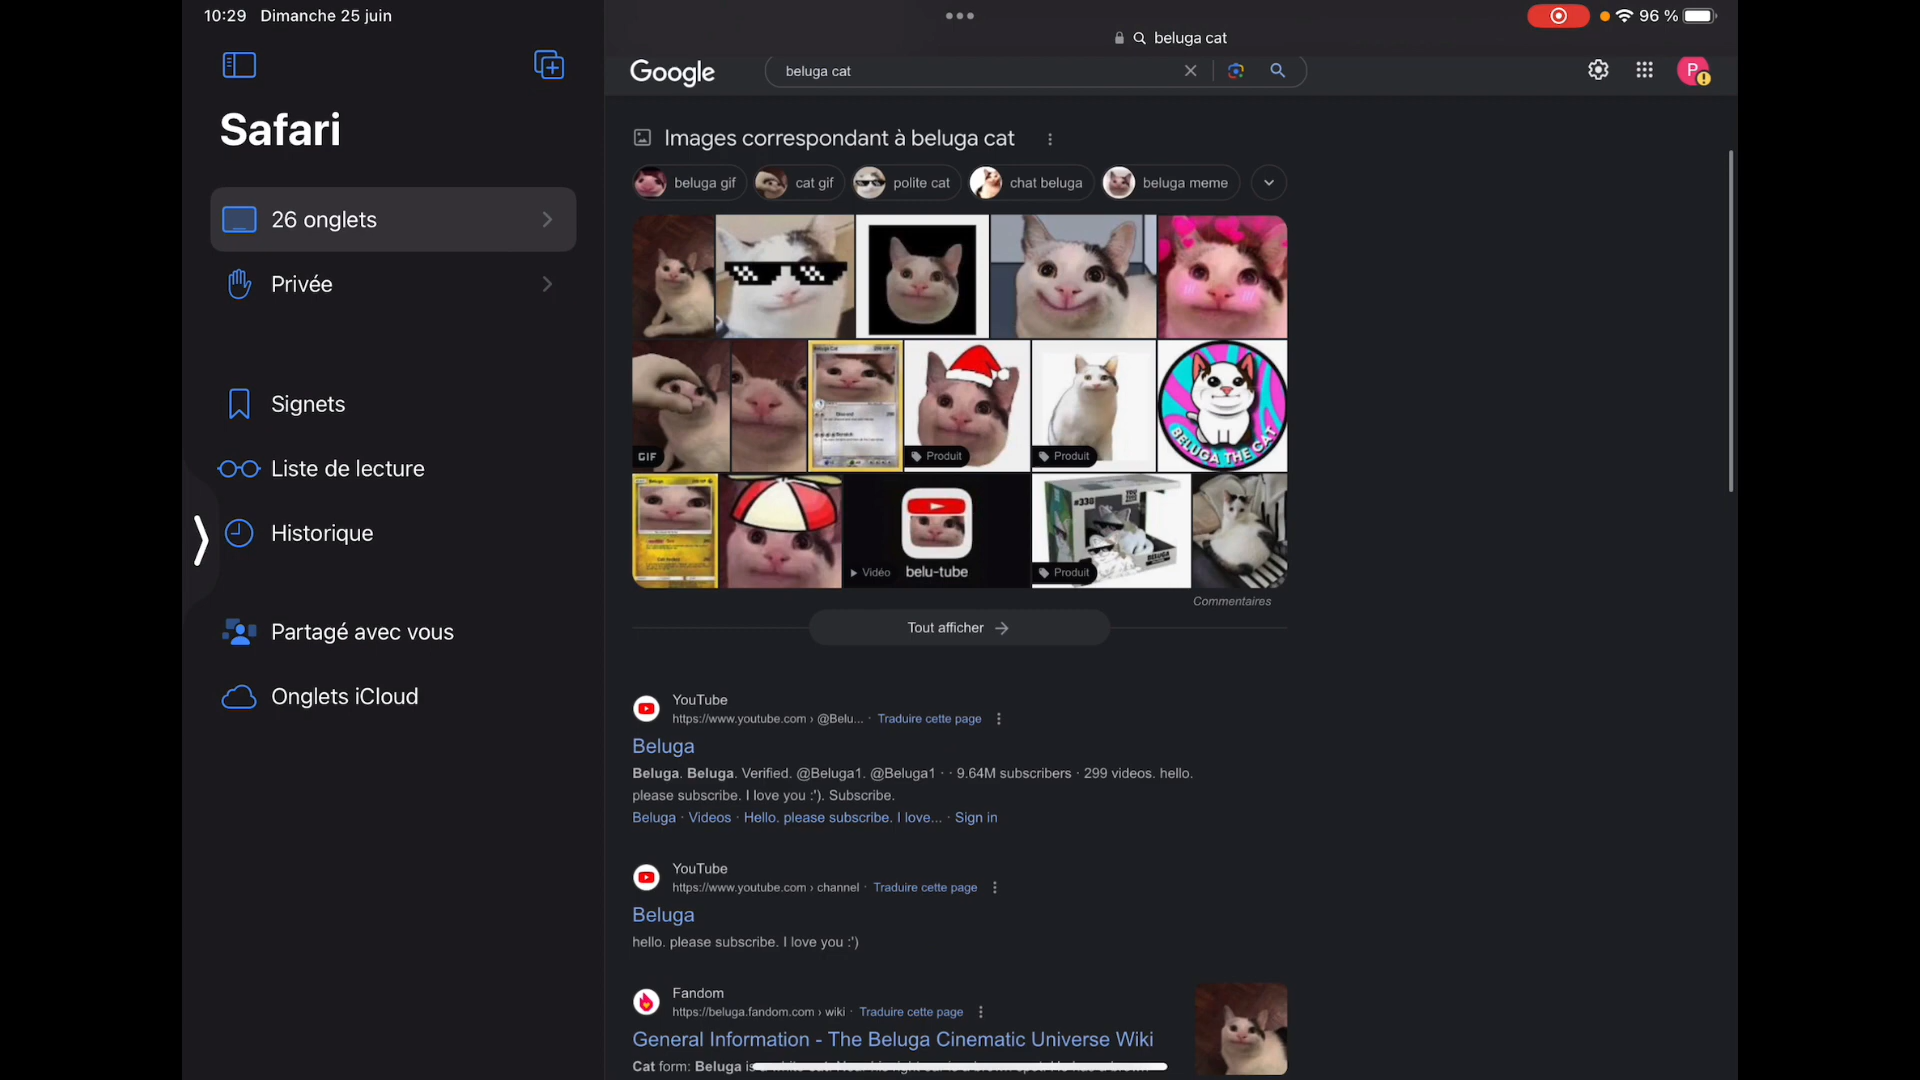 10:29 Dimanche 25 juin
96 %
beluga cat
Safari
26 onglets
Privée
Signets
Liste de lecture
Historique
Partagé avec vous
Onglets iCloud
Google
beluga cat
P
Images correspondant à beluga cat
beluga gif
cat gif
polite cat
chat beluga
beluga meme
GIF
Produit
Produit
BELUGA THE CAT
Vidéo
belu-tube
#338
Produit
Commentaires
Tout afficher
YouTube
https://www.youtube.com › @Belu... · Traduire cette page
Beluga
Beluga. Beluga. Verified. @Beluga1. @Beluga1 · · 9.64M subscribers · 299 videos. hello.
please subscribe. I love you :'). Subscribe.
Beluga · Videos · Hello. please subscribe. I love... · Sign in
YouTube
https://www.youtube.com › channel · Traduire cette page
Beluga
hello. please subscribe. I love you :')
Fandom
https://beluga.fandom.com › wiki · Traduire cette page
General Information - The Beluga Cinematic Universe Wiki
Cat form: Beluga is